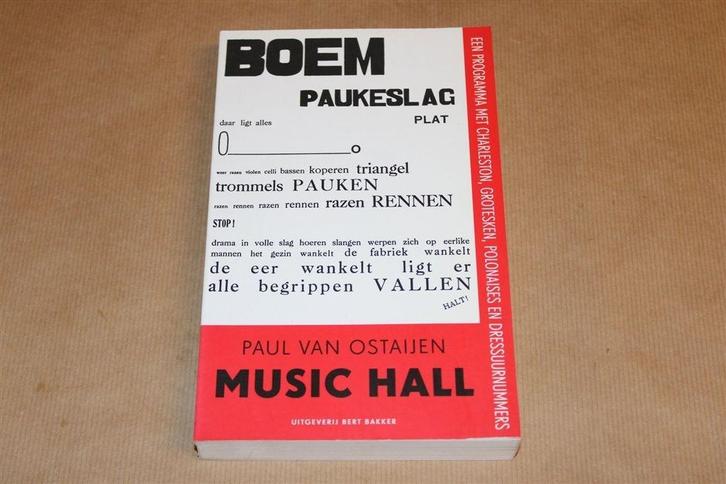 BOEM
PAUKESLAG
daar ligt alles
PLAT
O____________o
weer razen violen celli bassen koperen triangel
trommels PAUKEN
razen rennen razen rennen razen RENNEN
STOP!
drama in volle slag hoeren slangen werpen zich op eerlike
mannen het gezin wankelt de fabriek wankelt
de eer wankelt ligt er
alle begrippen VALLEN
HALT!
EEN PROGRAMMA MET CHARLESTON, GROTESKEN, POLONAISES EN DRESSUURNUMMERS
PAUL VAN OSTAIJEN
MUSIC HALL
UITGEVERIJ BERT BAKKER